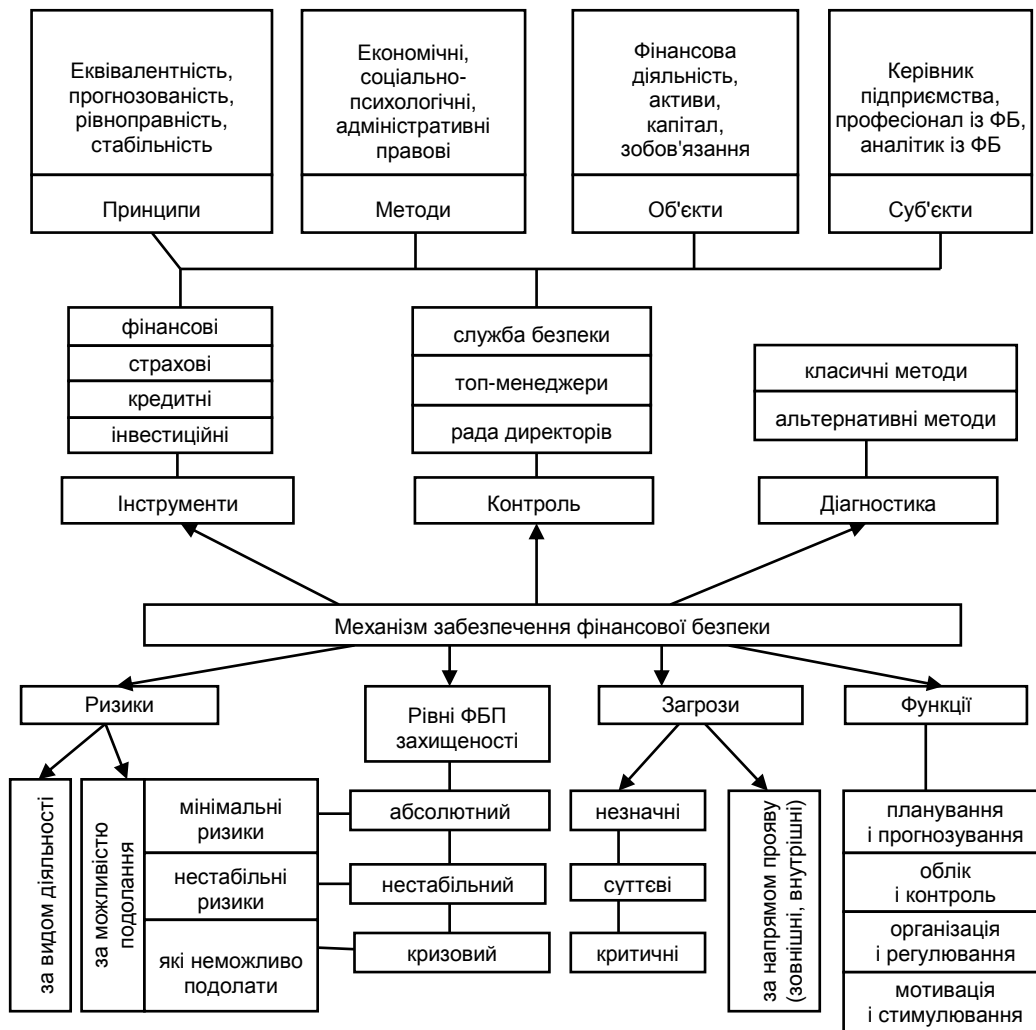 Еквівалентність,
прогнозованість,
рівноправність,
стабільність
Принципи
Економічні,
соціально-
психологічні,
адміністративні
правові
Методи
Фінансова
діяльність,
активи,
капітал,
зобов'язання
Об'єкти
Керівник
підприємства,
професіонал із ФБ,
аналітик із ФБ
Суб'єкти
фінансові
страхові
кредитні
інвестиційні
Інструменти
служба безпеки
топ-менеджери
рада директорів
Контроль
класичні методи
альтернативні методи
Діагностика
Механізм забезпечення фінансової безпеки
Ризики
за видом діяльності
за можливістю
подолання
мінімальні
ризики
нестабільні
ризики
які неможливо
подолати
Рівні ФБП
захищеності
абсолютний
нестабільний
кризовий
Загрози
незначні
суттєві
критичні
за напрямом прояву
(зовнішні, внутрішні)
Функції
планування
і прогнозування
облік
і контроль
організація
і регулювання
мотивація
і стимулювання